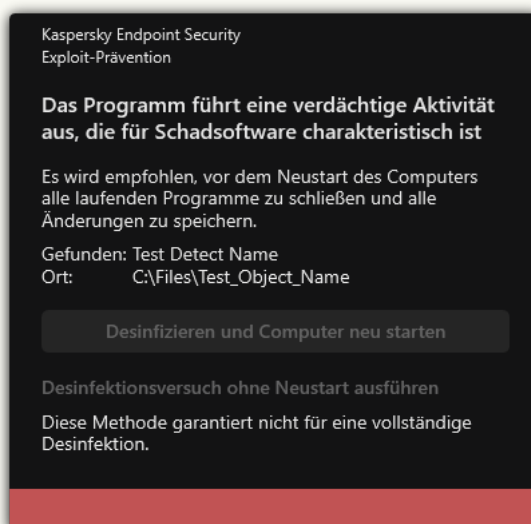 Kaspersky Endpoint Security
Exploit-Prävention
Das Programm führt eine verdächtige Aktivität
aus, die für Schadsoftware charakteristisch ist
Es wird empfohlen, vor dem Neustart des Computers
alle laufenden Programme zu schließen und alle
Änderungen zu speichern.
Gefunden: Test Detect Name
Ort: C:\Files\Test_Object_Name
Desinfizieren und Computer neu starten
Desinfektionsversuch ohne Neustart ausführen
Diese Methode garantiert nicht für eine vollständige
Desinfektion.